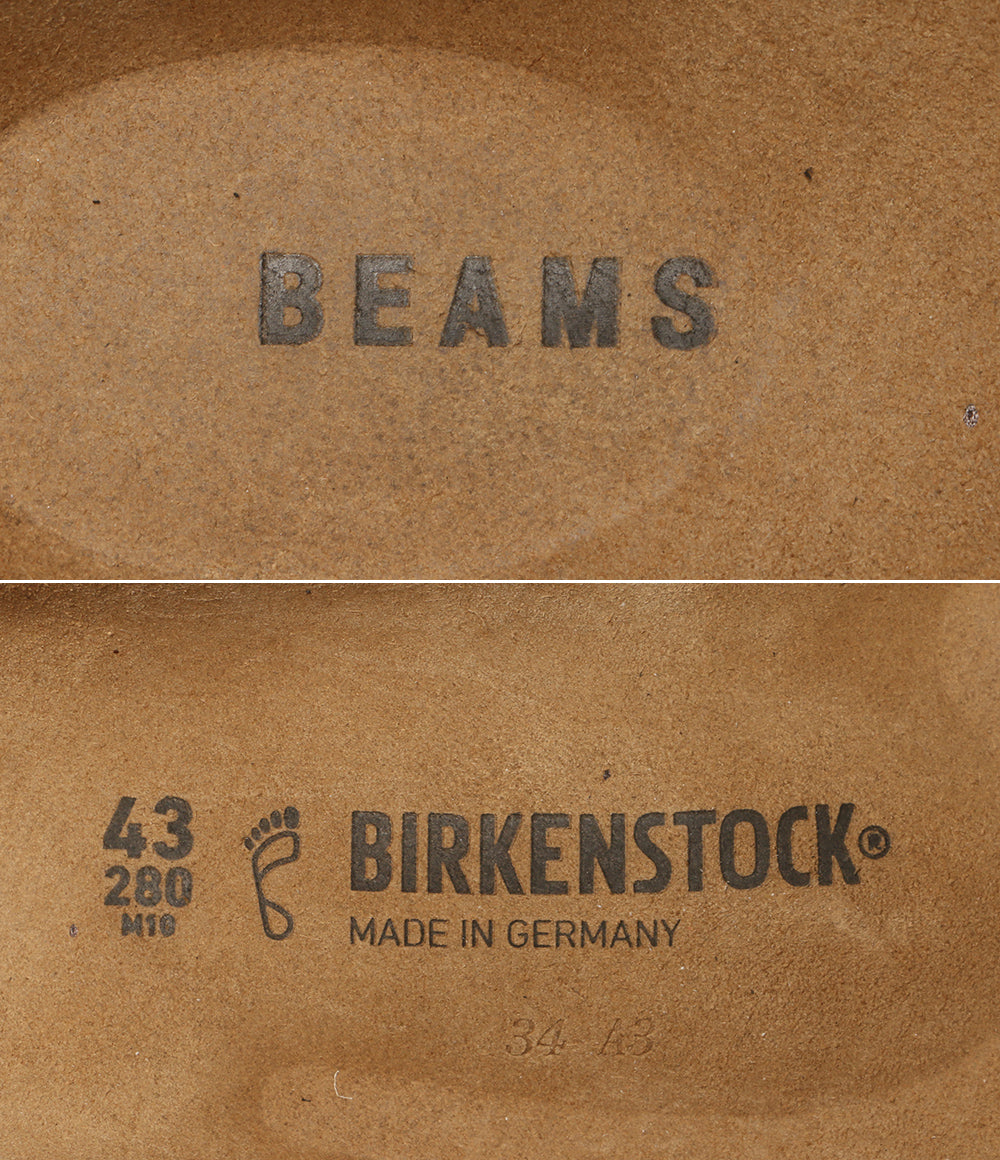 BEAMS
43
280
M10
BIRKENSTOCK®
MADE IN GERMANY
34 43